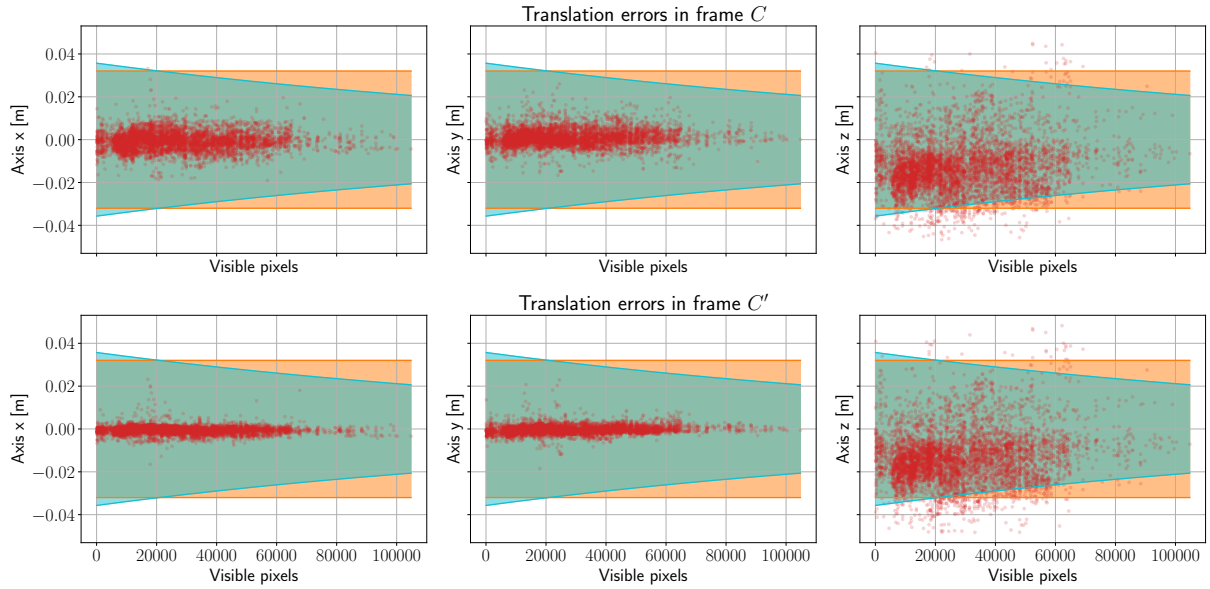 Translation errors in frame C
Axis x [m]
0.04
0.02
0.00
−0.02
−0.04
Visible pixels
Axis y [m]
Visible pixels
Axis z [m]
Visible pixels
Translation errors in frame C′
Axis x [m]
0.04
0.02
0.00
−0.02
−0.04
0 20000 40000 60000 80000 100000
Visible pixels
Axis y [m]
0 20000 40000 60000 80000 100000
Visible pixels
Axis z [m]
0 20000 40000 60000 80000 100000
Visible pixels